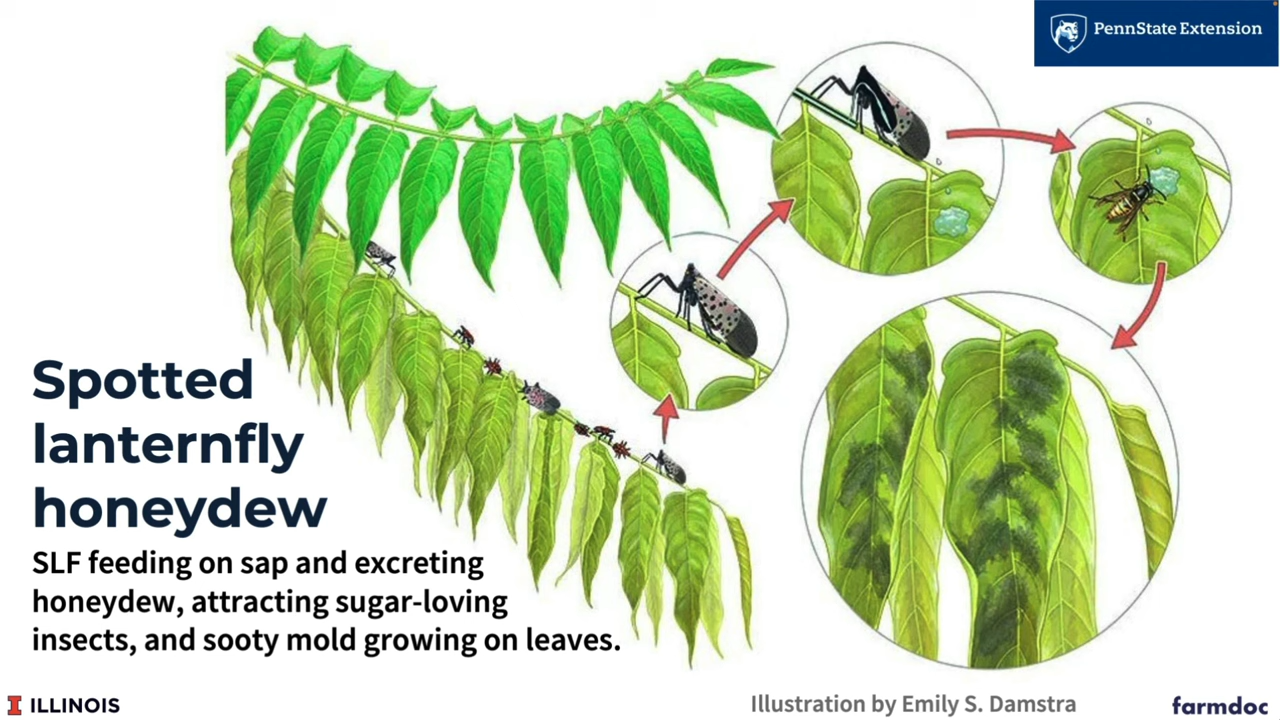 PennState Extension
Spotted
lanternfly
honeydew
SLF feeding on sap and excreting
honeydew, attracting sugar-loving
insects, and sooty mold growing on leaves.
I ILLINOIS
Illustration by Emily S. Damstra
farmdoc